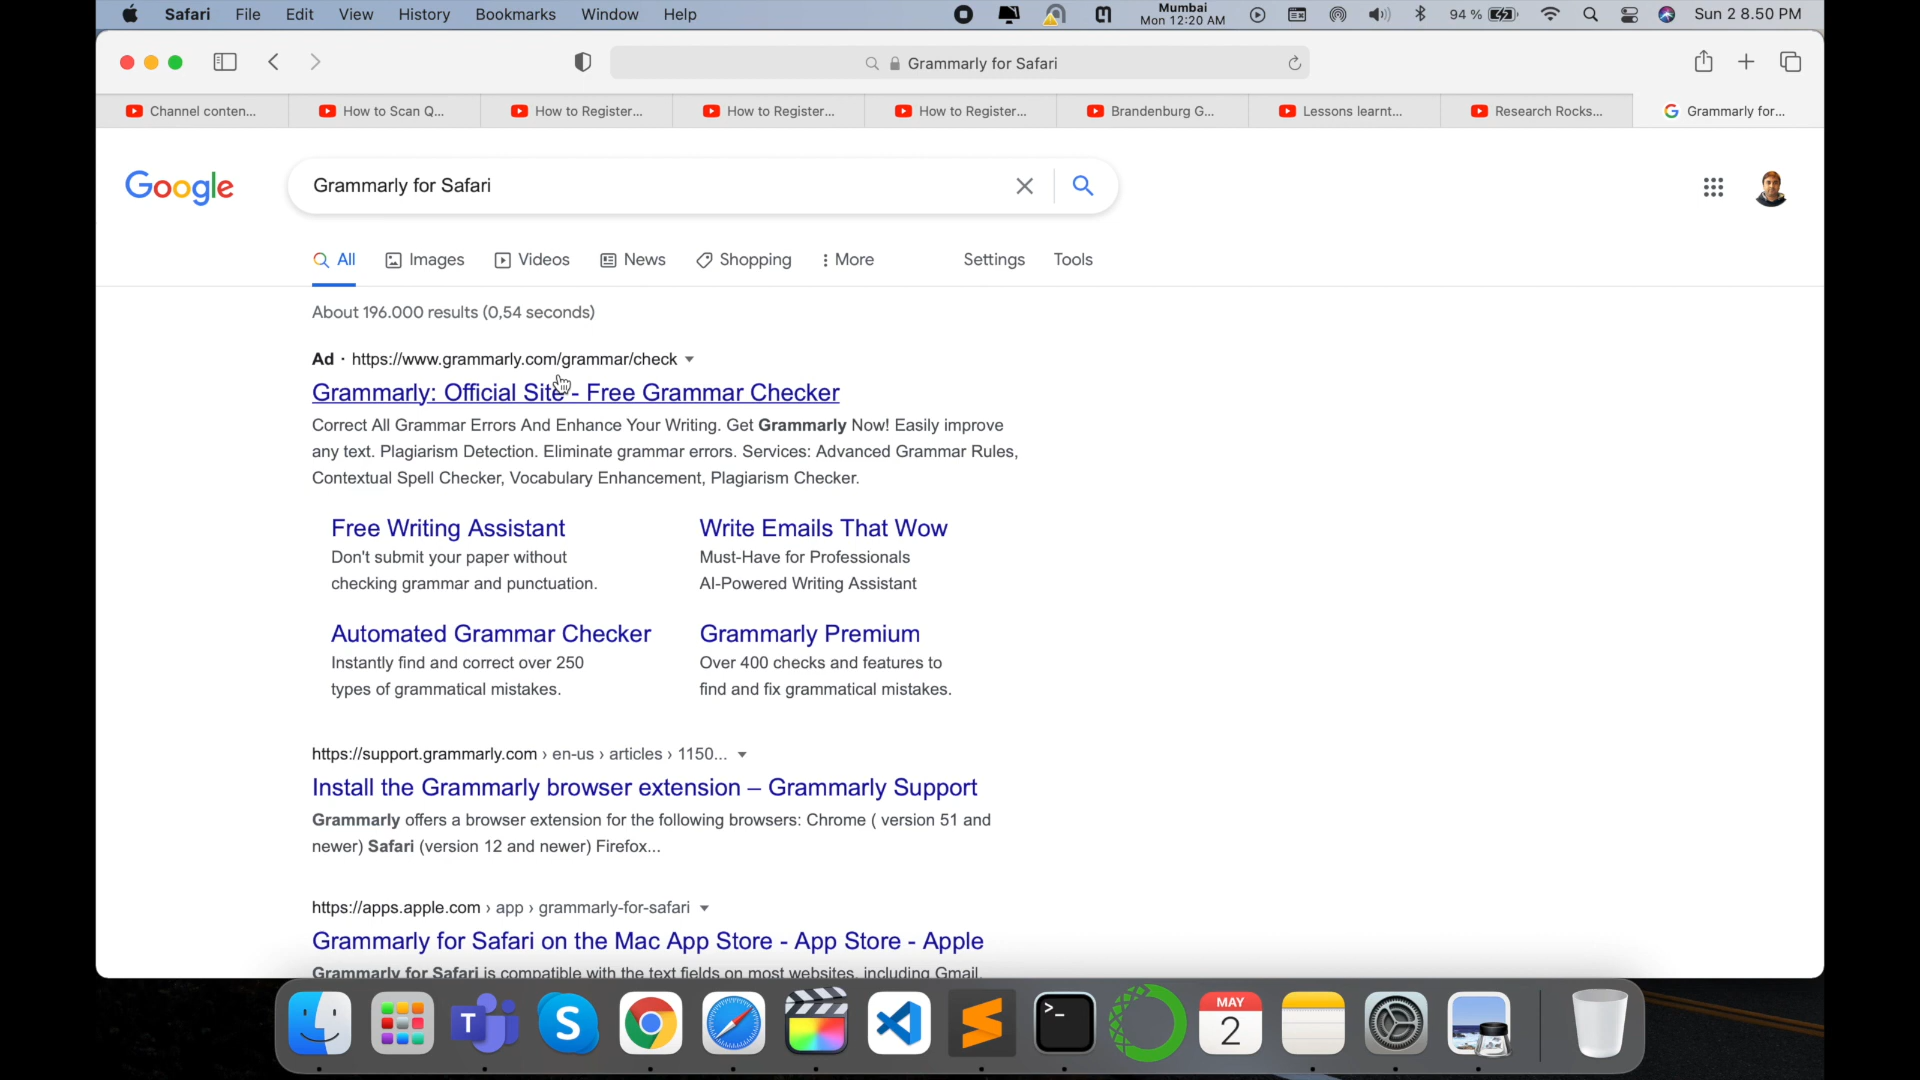 Safari File Edit View History Bookmarks Window Help
Mumbai
Mon 12:20 AM
94 %
Sun 2 8.50 PM
Grammarly for Safari
Channel conten...
How to Scan Q...
How to Register...
How to Register...
How to Register...
Brandenburg G...
Lessons learnt...
Research Rocks...
Grammarly for...
Google
Grammarly for Safari
All Images Videos News Shopping More Settings Tools
About 196.000 results (0,54 seconds)
Ad · https://www.grammarly.com/grammar/check
Grammarly: Official Site - Free Grammar Checker
Correct All Grammar Errors And Enhance Your Writing. Get Grammarly Now! Easily improve
any text. Plagiarism Detection. Eliminate grammar errors. Services: Advanced Grammar Rules,
Contextual Spell Checker, Vocabulary Enhancement, Plagiarism Checker.
Free Writing Assistant
Don't submit your paper without
checking grammar and punctuation.
Write Emails That Wow
Must-Have for Professionals
AI-Powered Writing Assistant
Automated Grammar Checker
Instantly find and correct over 250
types of grammatical mistakes.
Grammarly Premium
Over 400 checks and features to
find and fix grammatical mistakes.
https://support.grammarly.com › en-us › articles › 1150...
Install the Grammarly browser extension – Grammarly Support
Grammarly offers a browser extension for the following browsers: Chrome ( version 51 and
newer) Safari (version 12 and newer) Firefox...
https://apps.apple.com › app › grammarly-for-safari
Grammarly for Safari on the Mac App Store - App Store - Apple
Grammarly for Safari is compatible with the text fields on most websites, including Gmail,
T
S
>_
MAY
2